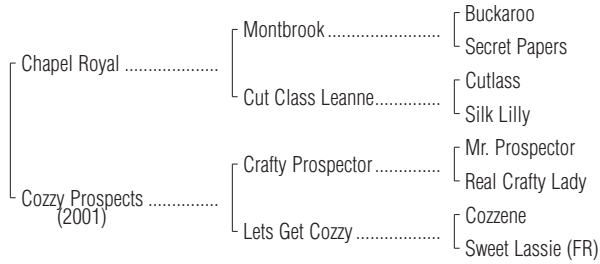 Buckaroo
Montbrook
Secret Papers
Chapel Royal
Cutlass
Cut Class Leanne
Silk Lilly
Mr. Prospector
Crafty Prospector
Real Crafty Lady
Cozzy Prospects
(2001)
Cozzene
Lets Get Cozzy
Sweet Lassie (FR)